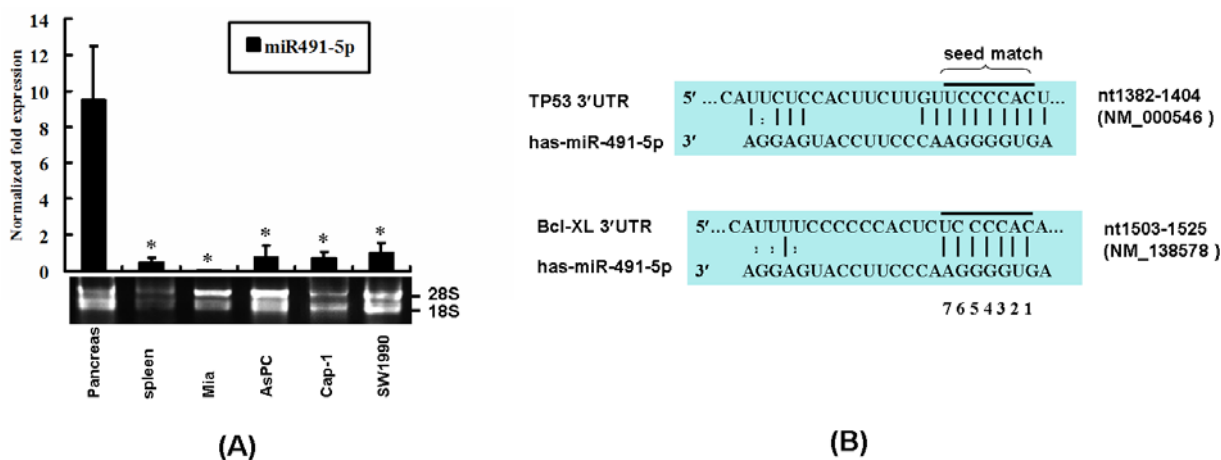 14
12
10
8
6
4
2
0
Normalized fold expression
miR491-5p
*
*
*
*
*
28S
18S
Pancreas
spleen
Mia
AsPC
Cap-1
SW1990
(A)
seed match
TP53 3′UTR 5′ ...CAUUCUCCACUUCUUGUUCCCCACU... nt1382-1404
(NM_000546 )
has-miR-491-5p 3′ AGGAGUACCUUCCCAAGGGGUGA
Bcl-XL 3′UTR 5′...CAUUUUCCCCCCACUCUUC CCCACA... nt1503-1525
(NM_138578 )
has-miR-491-5p 3′ AGGAGUACCUUCCCAAGGGGUGA
7 6 5 4 3 2 1
(B)